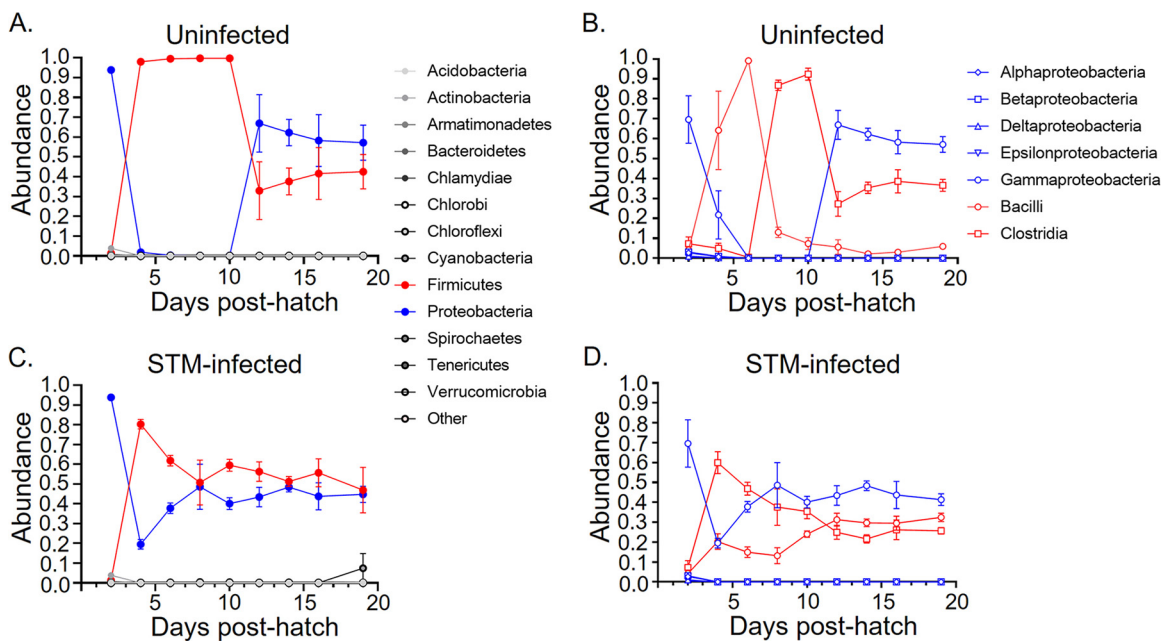 A.
Uninfected
Abundance
1.0
0.9
0.8
0.7
0.6
0.5
0.4
0.3
0.2
0.1
0.0
0 5 10 15 20
Days post-hatch
Acidobacteria
Actinobacteria
Armatimonadetes
Bacteroidetes
Chlamydiae
Chlorobi
Chloroflexi
Cyanobacteria
Firmicutes
Proteobacteria
Spirochaetes
Tenericutes
Verrucomicrobia
Other
B.
Uninfected
Abundance
1.0
0.9
0.8
0.7
0.6
0.5
0.4
0.3
0.2
0.1
0.0
5 10 15 20
Days post-hatch
Alphaproteobacteria
Betaproteobacteria
Deltaproteobacteria
Epsilonproteobacteria
Gammaproteobacteria
Bacilli
Clostridia
C.
STM-infected
Abundance
1.0
0.9
0.8
0.7
0.6
0.5
0.4
0.3
0.2
0.1
0.0
5 10 15 20
Days post-hatch
D.
STM-infected
Abundance
1.0
0.9
0.8
0.7
0.6
0.5
0.4
0.3
0.2
0.1
0.0
5 10 15 20
Days post-hatch